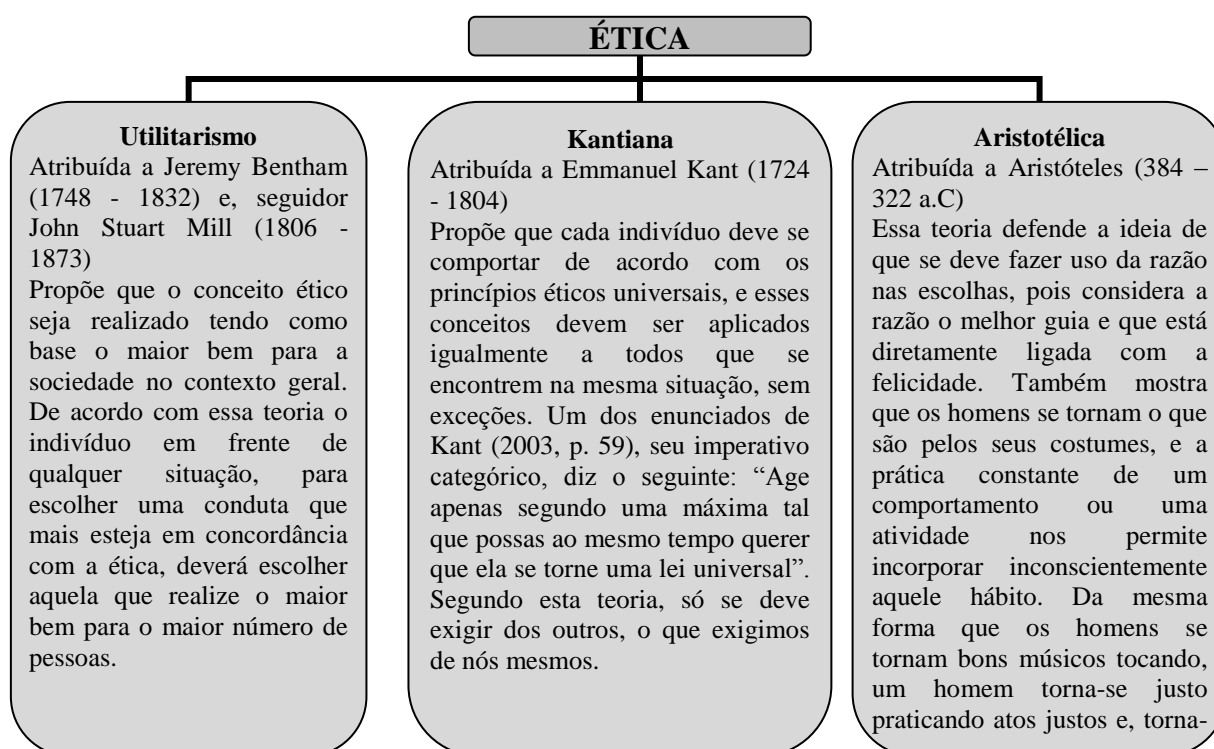 ÉTICA
Utilitarismo
Atribuída a Jeremy Bentham
(1748 - 1832) e, seguidor
John Stuart Mill (1806 -
1873)
Propõe que o conceito ético
seja realizado tendo como
base o maior bem para a
sociedade no contexto geral.
De acordo com essa teoria o
indivíduo em frente de
qualquer situação, para
escolher uma conduta que
mais esteja em concordância
com a ética, deverá escolher
aquela que realize o maior
bem para o maior número de
pessoas.
Kantiana
Atribuída a Emmanuel Kant (1724
- 1804)
Propõe que cada indivíduo deve se
comportar de acordo com os
princípios éticos universais, e esses
conceitos devem ser aplicados
igualmente a todos que se
encontrem na mesma situação, sem
exceções. Um dos enunciados de
Kant (2003, p. 59), seu imperativo
categórico, diz o seguinte: “Age
apenas segundo uma máxima tal
que possas ao mesmo tempo querer
que ela se torne uma lei universal”.
Segundo esta teoria, só se deve
exigir dos outros, o que exigimos
de nós mesmos.
Aristotélica
Atribuída a Aristóteles (384 –
322 a.C)
Essa teoria defende a ideia de
que se deve fazer uso da razão
nas escolhas, pois considera a
razão o melhor guia e que está
diretamente ligada com a
felicidade. Também mostra
que os homens se tornam o que
são pelos seus costumes, e a
prática constante de um
comportamento ou uma
atividade nos permite
incorporar inconscientemente
aquele hábito. Da mesma
forma que os homens se
tornam bons músicos tocando,
um homem torna-se justo
praticando atos justos e, torna-